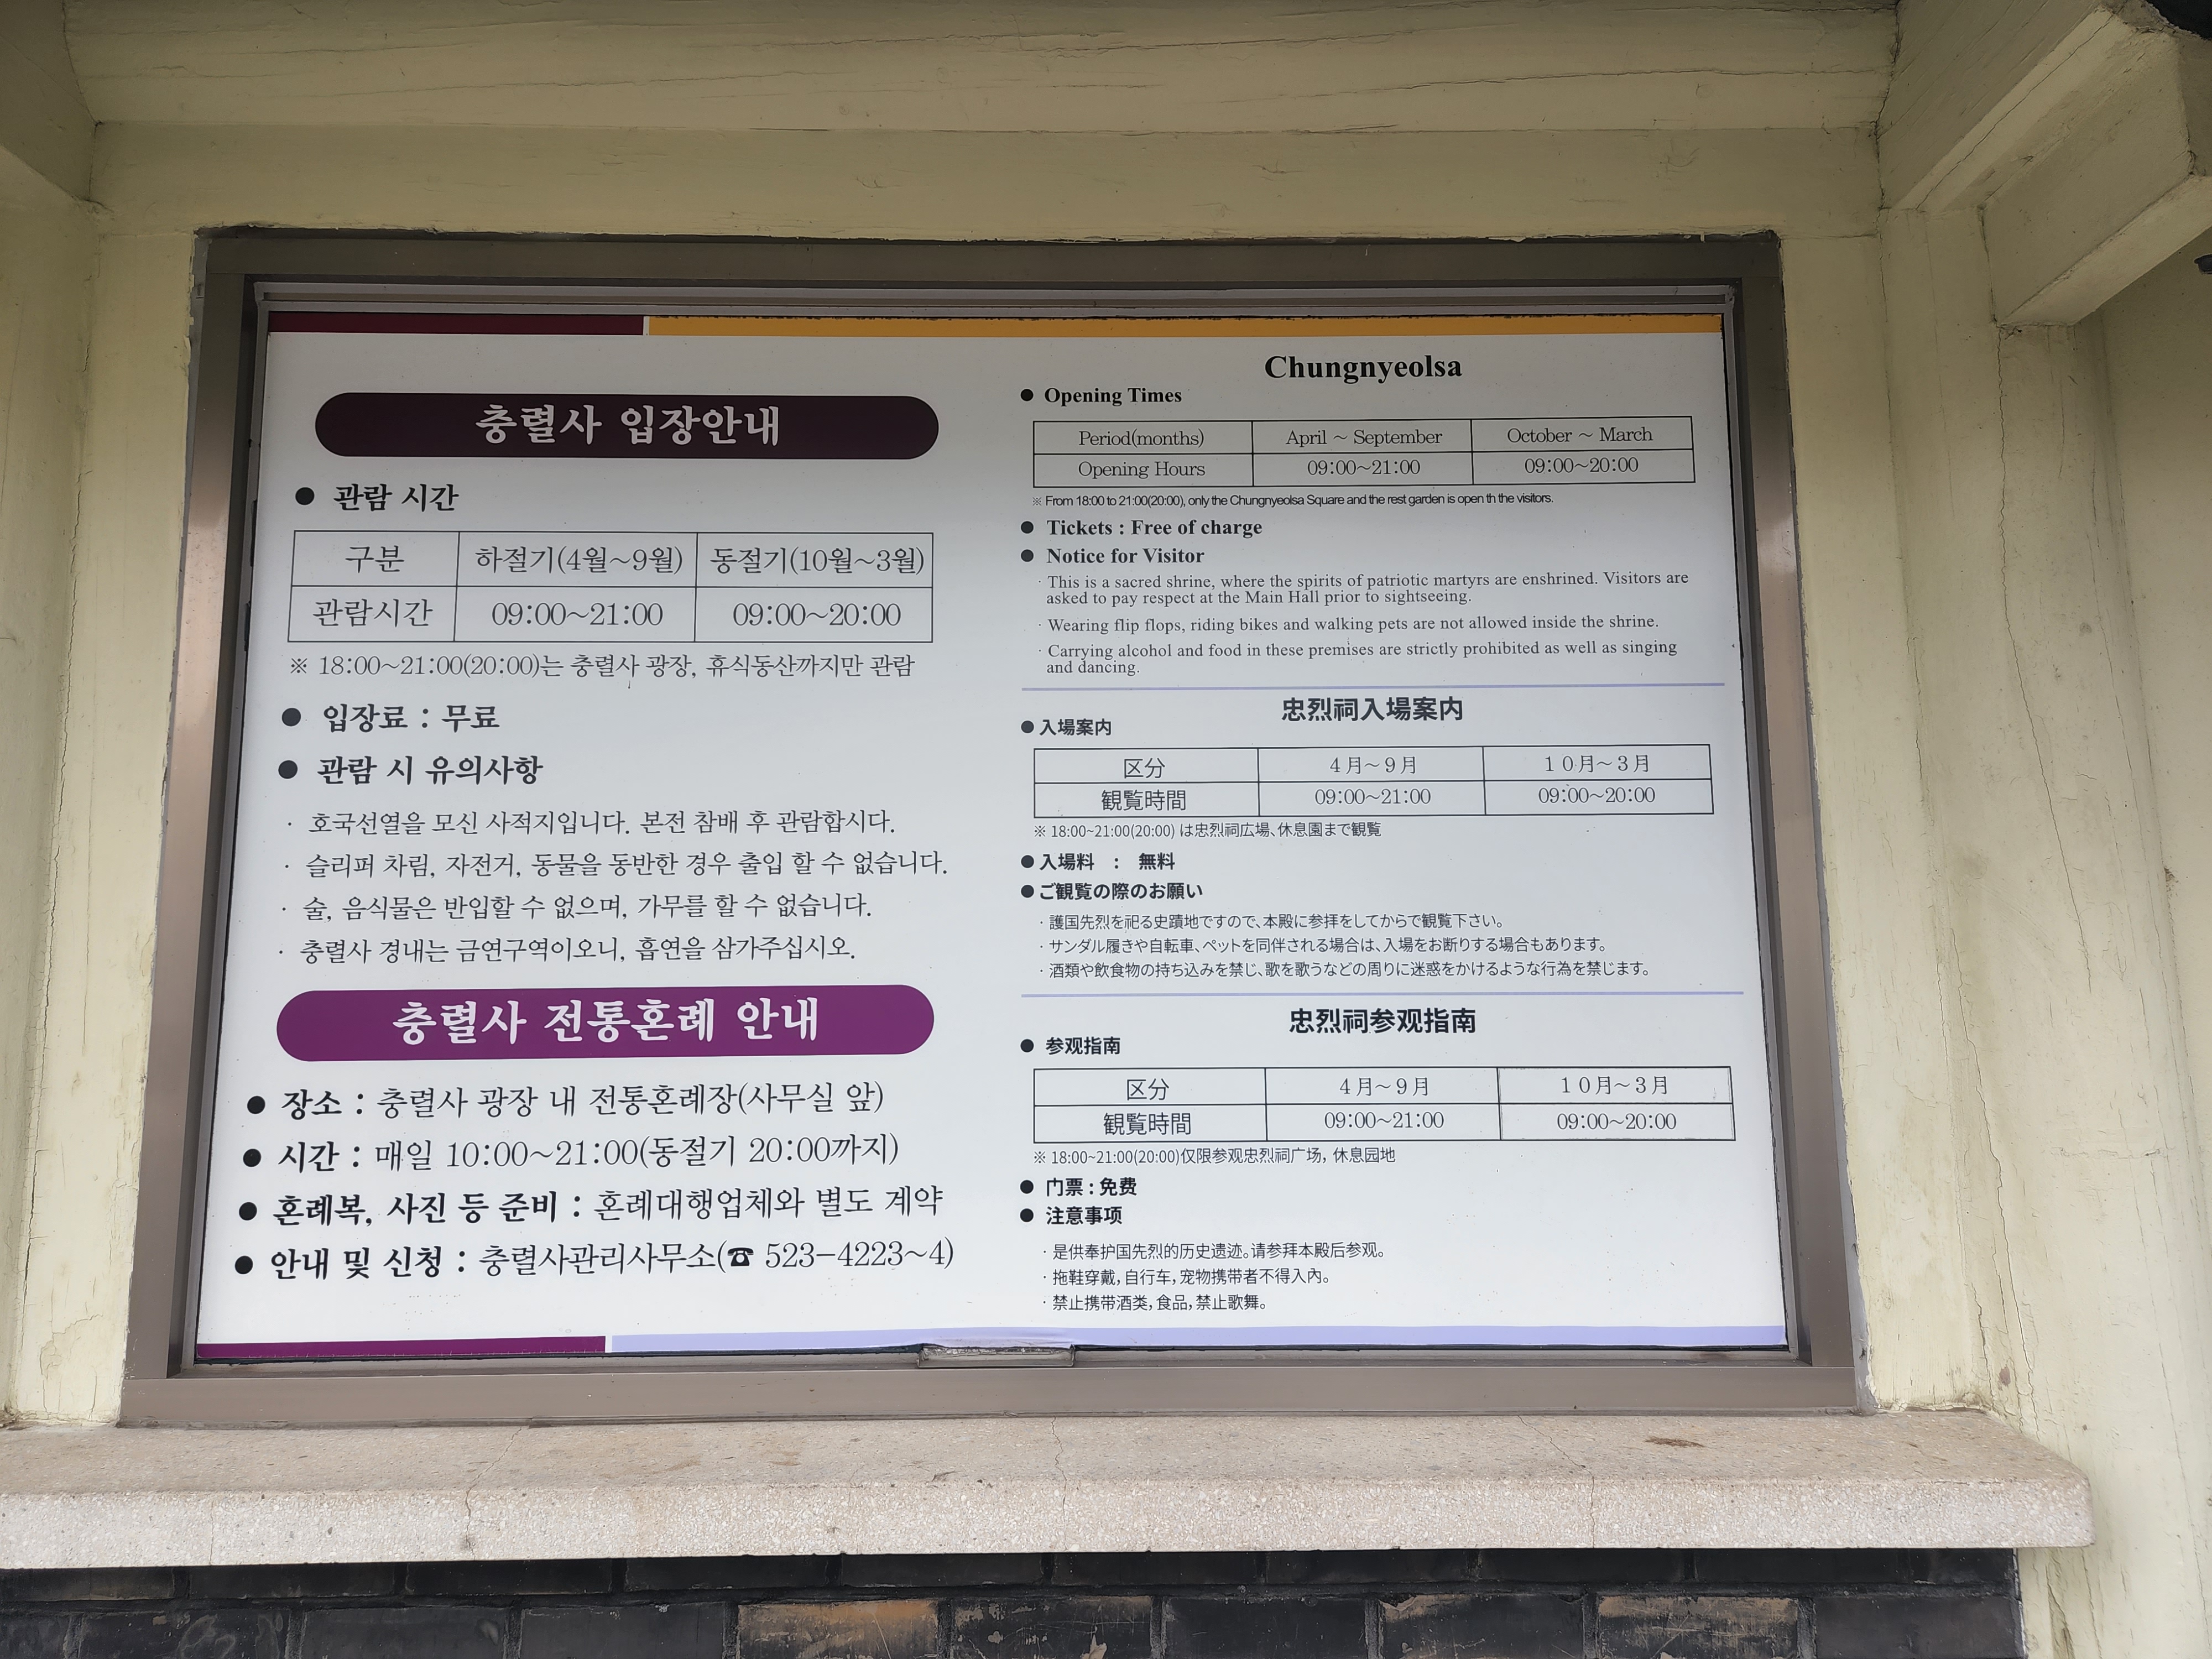 충렬사 입장안내
● 관람 시간
구분 하절기(4월~9월) 동절기(10월~3월)
관람시간 09:00~21:00 09:00~20:00
※ 18:00~21:00(20:00)는 충렬사 광장, 휴식동산까지만 관람
● 입장료 : 무료
● 관람 시 유의사항
· 호국선열을 모신 사적지입니다. 본전 참배 후 관람합시다.
· 슬리퍼 차림, 자전거, 동물을 동반한 경우 출입 할 수 없습니다.
· 술, 음식물은 반입할 수 없으며, 가무를 할 수 없습니다.
· 충렬사 경내는 금연구역이오니, 흡연을 삼가주십시오.
충렬사 전통혼례 안내
● 장소 : 충렬사 광장 내 전통혼례장(사무실 앞)
● 시간 : 매일 10:00~21:00(동절기 20:00까지)
● 혼례복, 사진 등 준비 : 혼례대행업체와 별도 계약
● 안내 및 신청 : 충렬사관리사무소(☎ 523-4223~4)
Chungnyeolsa
● Opening Times
Period(months) April ~ September October ~ March
Opening Hours 09:00~21:00 09:00~20:00
※ From 18:00 to 21:00(20:00), only the Chungnyeolsa Square and the rest garden is open th the visitors.
● Tickets : Free of charge
● Notice for Visitor
· This is a sacred shrine, where the spirits of patriotic martyrs are enshrined. Visitors are
asked to pay respect at the Main Hall prior to sightseeing.
· Wearing flip flops, riding bikes and walking pets are not allowed inside the shrine.
· Carrying alcohol and food in these premises are strictly prohibited as well as singing
and dancing.
忠烈祠入場案内
● 入場案内
区分 4月~9月 10月~3月
観覧時間 09:00~21:00 09:00~20:00
※ 18:00~21:00(20:00) は忠烈祠広場、休息園まで観覧
● 入場料 : 無料
● ご観覧の際のお願い
· 護国先烈を祀る史蹟地ですので、本殿に参拝をしてからで観覧下さい。
· サンダル履きや自転車、ペットを同伴される場合は、入場をお断りする場合もあります。
· 酒類や飲食物の持ち込みを禁じ、歌を歌うなどの周りに迷惑をかけるような行為を禁じます。
忠烈祠参观指南
● 参观指南
区分 4月~9月 10月~3月
観覧時間 09:00~21:00 09:00~20:00
※ 18:00~21:00(20:00)仅限参观忠烈祠广场, 休息园地
● 门票 : 免费
● 注意事项
· 是供奉护国先烈的历史遗迹。请参拜本殿后参观。
· 拖鞋穿戴, 自行车, 宠物携带者不得入內。
· 禁止携带酒类, 食品, 禁止歌舞。